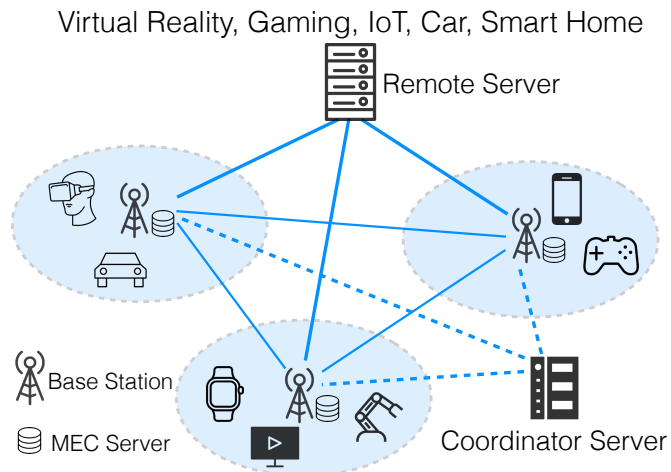 Virtual Reality, Gaming, IoT, Car, Smart Home
Remote Server
Base Station
MEC Server
Coordinator Server